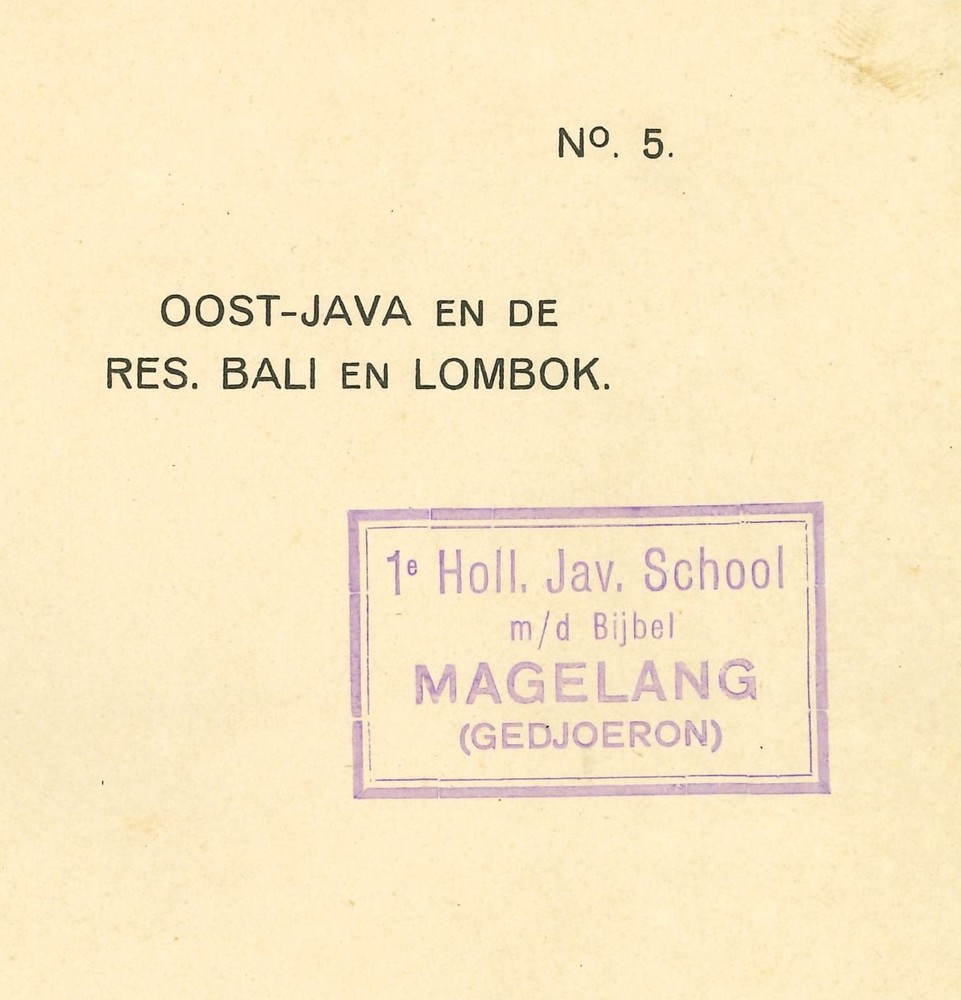 Nº. 5.
OOST-JAVA EN DE
RES. BALI EN LOMBOK.
1e Holl. Jav. School
m/d Bijbel
MAGELANG
(GEDJOERON)